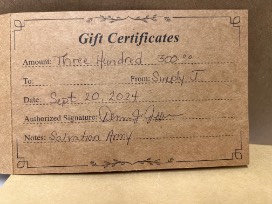 Gift Certificates
Amount: Three Hundred 300.00
To: From: Simply J
Date: Sept 20, 2024
Authorized Signature:
Notes: Salvation Army